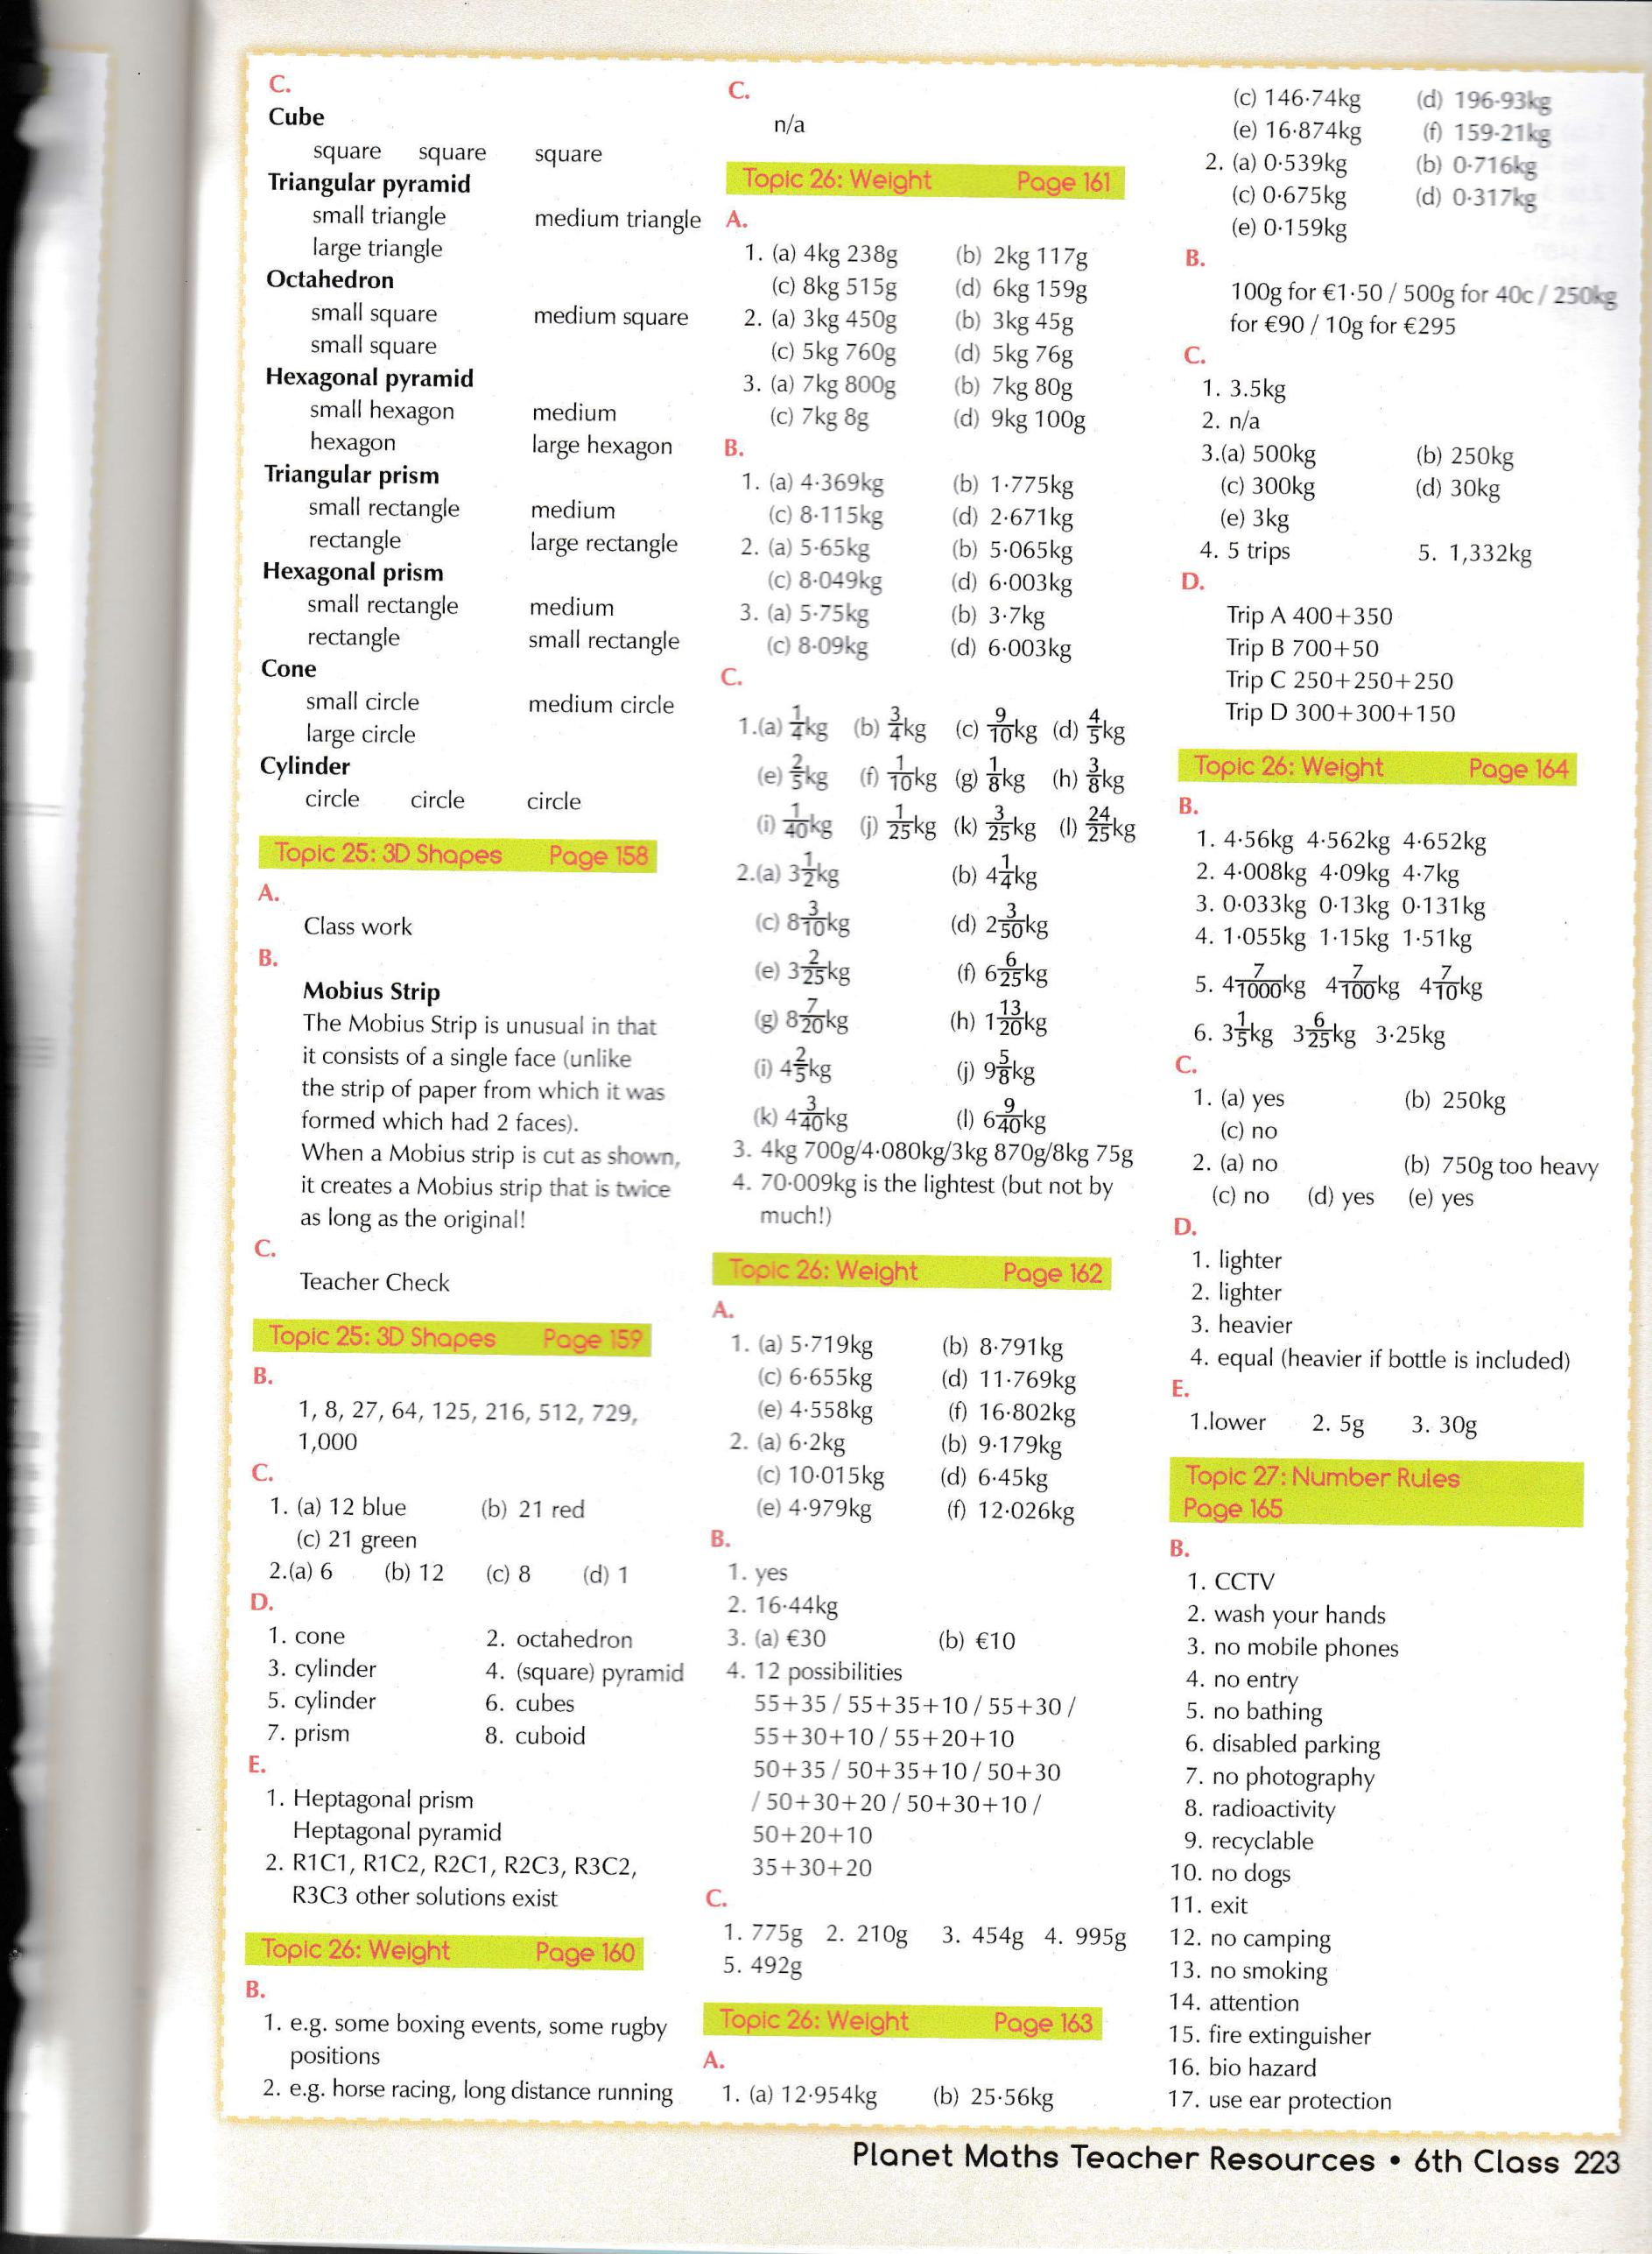 C.
Cube
square square square
Triangular pyramid
small triangle medium triangle
large triangle
Octahedron
small square medium square
small square
Hexagonal pyramid
small hexagon medium
hexagon large hexagon
Triangular prism
small rectangle medium
rectangle large rectangle
Hexagonal prism
small rectangle medium
rectangle small rectangle
Cone
small circle medium circle
large circle
Cylinder
circle circle circle
Topic 25: 3D Shapes Page 158
A.
Class work
B.
Mobius Strip
The Mobius Strip is unusual in that
it consists of a single face (unlike
the strip of paper from which it was
formed which had 2 faces).
When a Mobius strip is cut as shown,
it creates a Mobius strip that is twice
as long as the original!
C.
Teacher Check
Topic 25: 3D Shapes Page 159
B.
1, 8, 27, 64, 125, 216, 512, 729,
1,000
C.
1. (a) 12 blue (b) 21 red
(c) 21 green
2.(a) 6 (b) 12 (c) 8 (d) 1
D.
1. cone 2. octahedron
3. cylinder 4. (square) pyramid
5. cylinder 6. cubes
7. prism 8. cuboid
E.
1. Heptagonal prism
Heptagonal pyramid
2. R1C1, R1C2, R2C1, R2C3, R3C2,
R3C3 other solutions exist
Topic 26: Weight Page 160
B.
1. e.g. some boxing events, some rugby
positions
2. e.g. horse racing, long distance running
C.
n/a
Topic 26: Weight Page 161
A.
1. (a) 4kg 238g (b) 2kg 117g
(c) 8kg 515g (d) 6kg 159g
2. (a) 3kg 450g (b) 3kg 45g
(c) 5kg 760g (d) 5kg 76g
3. (a) 7kg 800g (b) 7kg 80g
(c) 7kg 8g (d) 9kg 100g
B.
1. (a) 4·369kg (b) 1·775kg
(c) 8·115kg (d) 2·671kg
2. (a) 5·65kg (b) 5·065kg
(c) 8·049kg (d) 6·003kg
3. (a) 5·75kg (b) 3·7kg
(c) 8·09kg (d) 6·003kg
C.
1.(a) 1/4kg (b) 3/4kg (c) 9/10kg (d) 4/5kg
(e) 2/5kg (f) 1/10kg (g) 1/8kg (h) 3/8kg
(i) 1/40kg (j) 1/25kg (k) 3/25kg (l) 24/25kg
2.(a) 3 1/2kg (b) 4 1/4kg
(c) 8 3/10kg (d) 2 3/50kg
(e) 3 2/25kg (f) 6 6/25kg
(g) 8 7/20kg (h) 1 13/20kg
(i) 4 2/5kg (j) 9 5/8kg
(k) 4 3/40kg (l) 6 9/40kg
3. 4kg 700g/4·080kg/3kg 870g/8kg 75g
4. 70·009kg is the lightest (but not by
much!)
Topic 26: Weight Page 162
A.
1. (a) 5·719kg (b) 8·791kg
(c) 6·655kg (d) 11·769kg
(e) 4·558kg (f) 16·802kg
2. (a) 6·2kg (b) 9·179kg
(c) 10·015kg (d) 6·45kg
(e) 4·979kg (f) 12·026kg
B.
1. yes
2. 16·44kg
3. (a) €30 (b) €10
4. 12 possibilities
55+35 / 55+35+10 / 55+30 /
55+30+10 / 55+20+10
50+35 / 50+35+10 / 50+30
/ 50+30+20 / 50+30+10 /
50+20+10
35+30+20
C.
1. 775g 2. 210g 3. 454g 4. 995g
5. 492g
Topic 26: Weight Page 163
A.
1. (a) 12·954kg (b) 25·56kg
(c) 146·74kg (d) 196·93kg
(e) 16·874kg (f) 159·21kg
2. (a) 0·539kg (b) 0·716kg
(c) 0·675kg (d) 0·317kg
(e) 0·159kg
B.
100g for €1·50 / 500g for 40c / 250kg
for €90 / 10g for €295
C.
1. 3.5kg
2. n/a
3.(a) 500kg (b) 250kg
(c) 300kg (d) 30kg
(e) 3kg
4. 5 trips 5. 1,332kg
D.
Trip A 400+350
Trip B 700+50
Trip C 250+250+250
Trip D 300+300+150
Topic 26: Weight Page 164
B.
1. 4·56kg 4·562kg 4·652kg
2. 4·008kg 4·09kg 4·7kg
3. 0·033kg 0·13kg 0·131kg
4. 1·055kg 1·15kg 1·51kg
5. 4 7/1000kg 4 7/100kg 4 7/10kg
6. 3 1/5kg 3 6/25kg 3·25kg
C.
1. (a) yes (b) 250kg
(c) no
2. (a) no (b) 750g too heavy
(c) no (d) yes (e) yes
D.
1. lighter
2. lighter
3. heavier
4. equal (heavier if bottle is included)
E.
1.lower 2. 5g 3. 30g
Topic 27: Number Rules
Page 165
B.
1. CCTV
2. wash your hands
3. no mobile phones
4. no entry
5. no bathing
6. disabled parking
7. no photography
8. radioactivity
9. recyclable
10. no dogs
11. exit
12. no camping
13. no smoking
14. attention
15. fire extinguisher
16. bio hazard
17. use ear protection
Planet Maths Teacher Resources • 6th Class 223